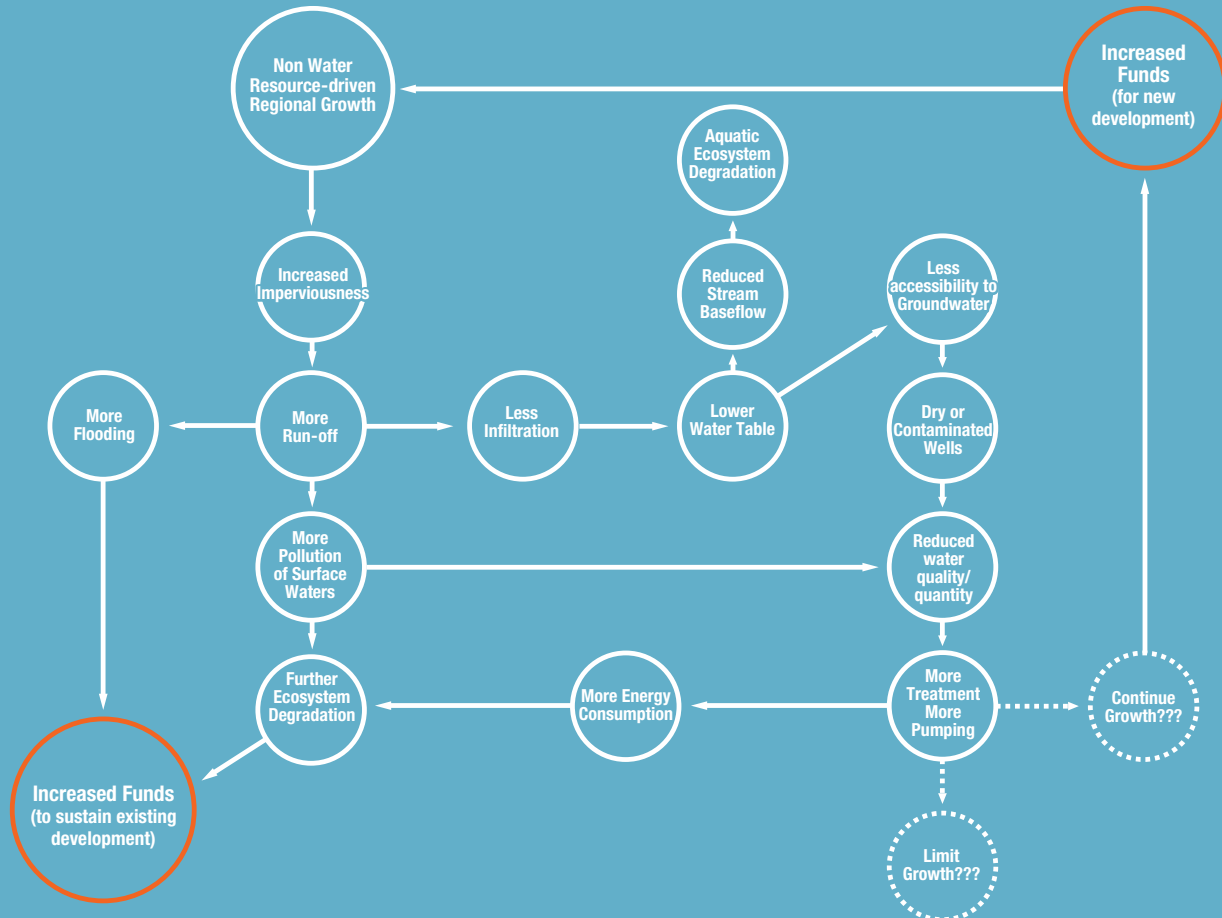 Non Water
Resource-driven
Regional Growth
Increased
Funds
(for new
development)
Aquatic
Ecosystem
Degradation
Increased
Imperviousness
Reduced
Stream
Baseflow
Less
accessibility to
Groundwater
More
Flooding
More
Run-off
Less
Infiltration
Lower
Water Table
Dry or
Contaminated
Wells
More
Pollution
of Surface
Waters
Reduced
water
quality/
quantity
Further
Ecosystem
Degradation
More Energy
Consumption
More
Treatment
More
Pumping
Continue
Growth???
Increased Funds
(to sustain existing
development)
Limit
Growth???